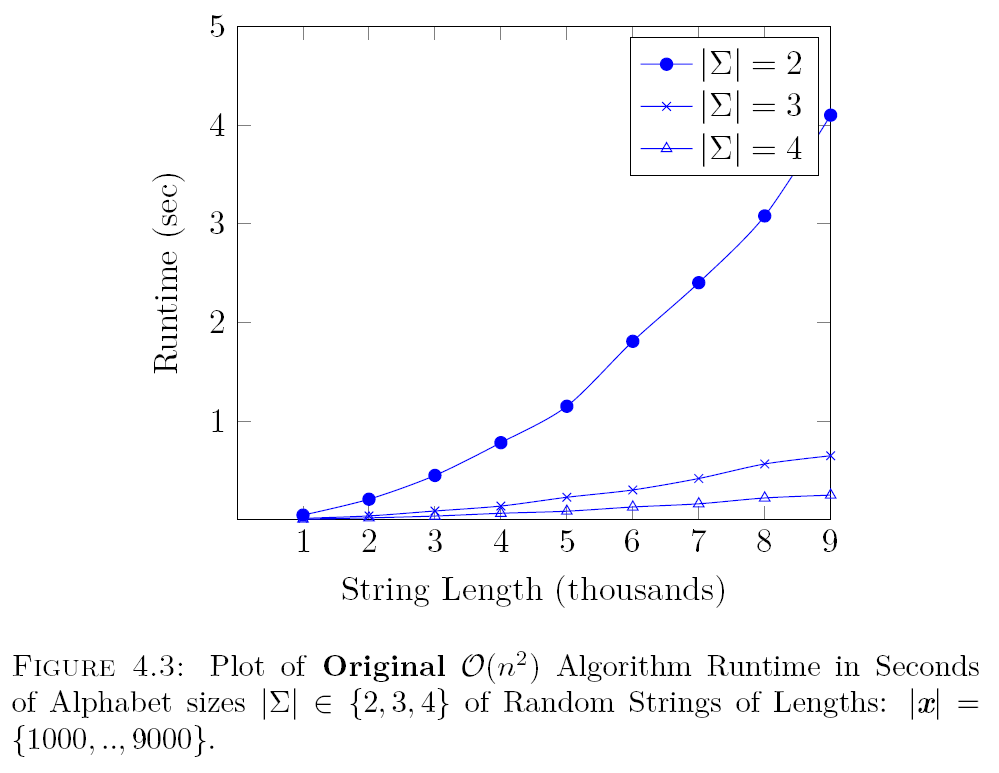 5
4
3
2
1
Runtime (sec)
|Σ| = 2
|Σ| = 3
|Σ| = 4
1 2 3 4 5 6 7 8 9
String Length (thousands)
FIGURE 4.3: Plot of Original 𝒪(n²) Algorithm Runtime in Seconds
of Alphabet sizes |Σ| ∈ {2, 3, 4} of Random Strings of Lengths: |x| =
{1000, .., 9000}.